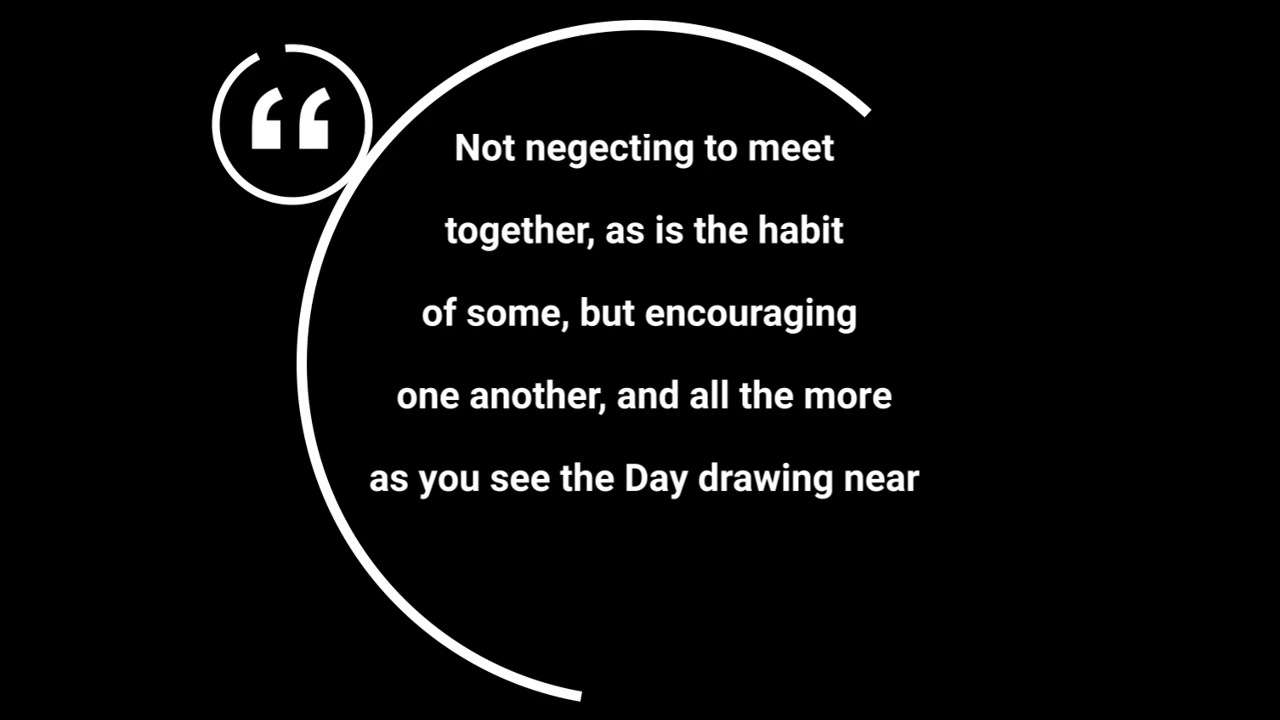 Not negecting to meet
together, as is the habit
of some, but encouraging
one another, and all the more
as you see the Day drawing near